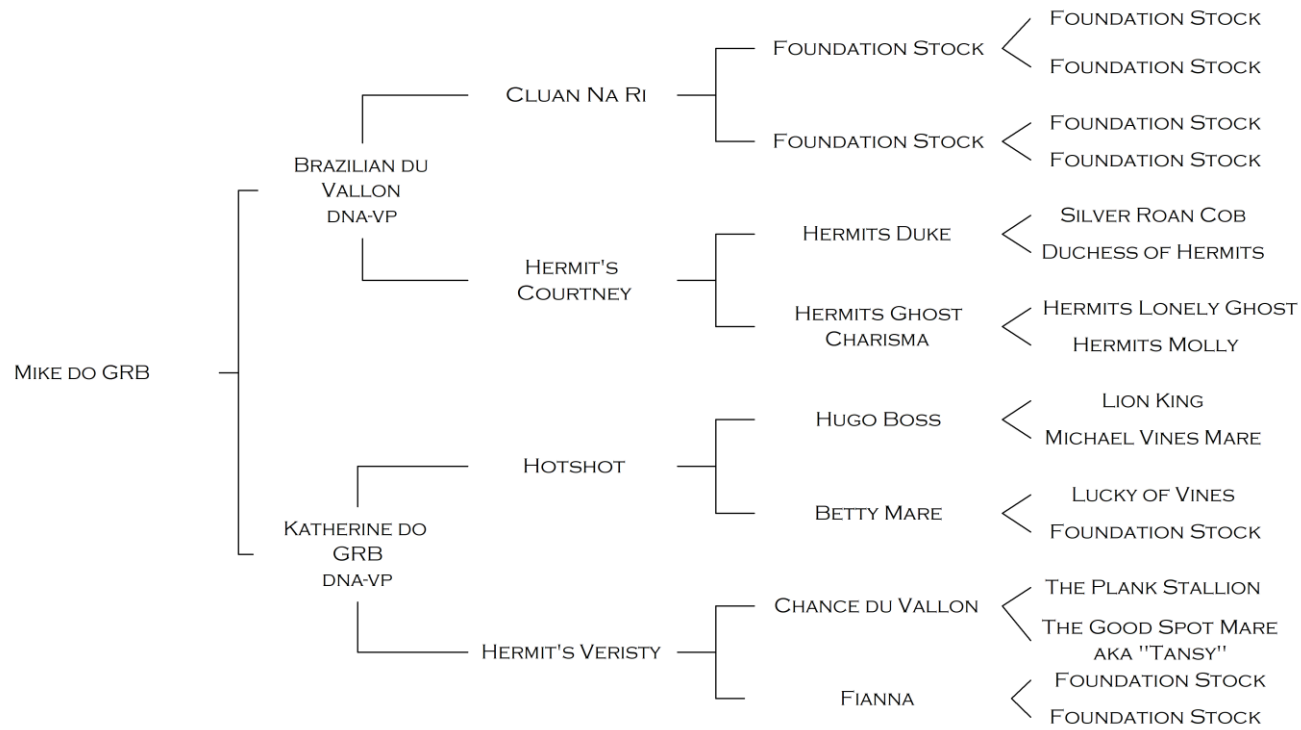 Foundation Stock
Foundation Stock
Foundation Stock
Cluan Na Ri
Foundation Stock
Foundation Stock
Foundation Stock
Brazilian du
Vallon
DNA-VP
Silver Roan Cob
Hermits Duke
Duchess of Hermits
Hermit's
Courtney
Hermits Ghost
Charisma
Hermits Lonely Ghost
Hermits Molly
Mike do GRB
Lion King
Hugo Boss
Michael Vines Mare
Hotshot
Lucky of Vines
Betty Mare
Foundation Stock
Katherine do
GRB
DNA-VP
The Plank Stallion
Chance du Vallon
The Good Spot Mare
aka "Tansy"
Hermit's Veristy
Foundation Stock
Fianna
Foundation Stock